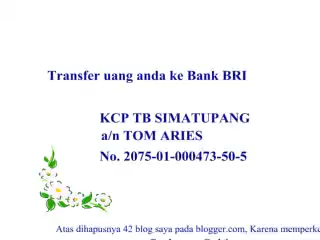 Transfer uang anda ke Bank BRI
KCP TB SIMATUPANG
a/n TOM ARIES
No. 2075-01-000473-50-5
Atas dihapusnya 42 blog saya pada blogger.com, Karena memperk